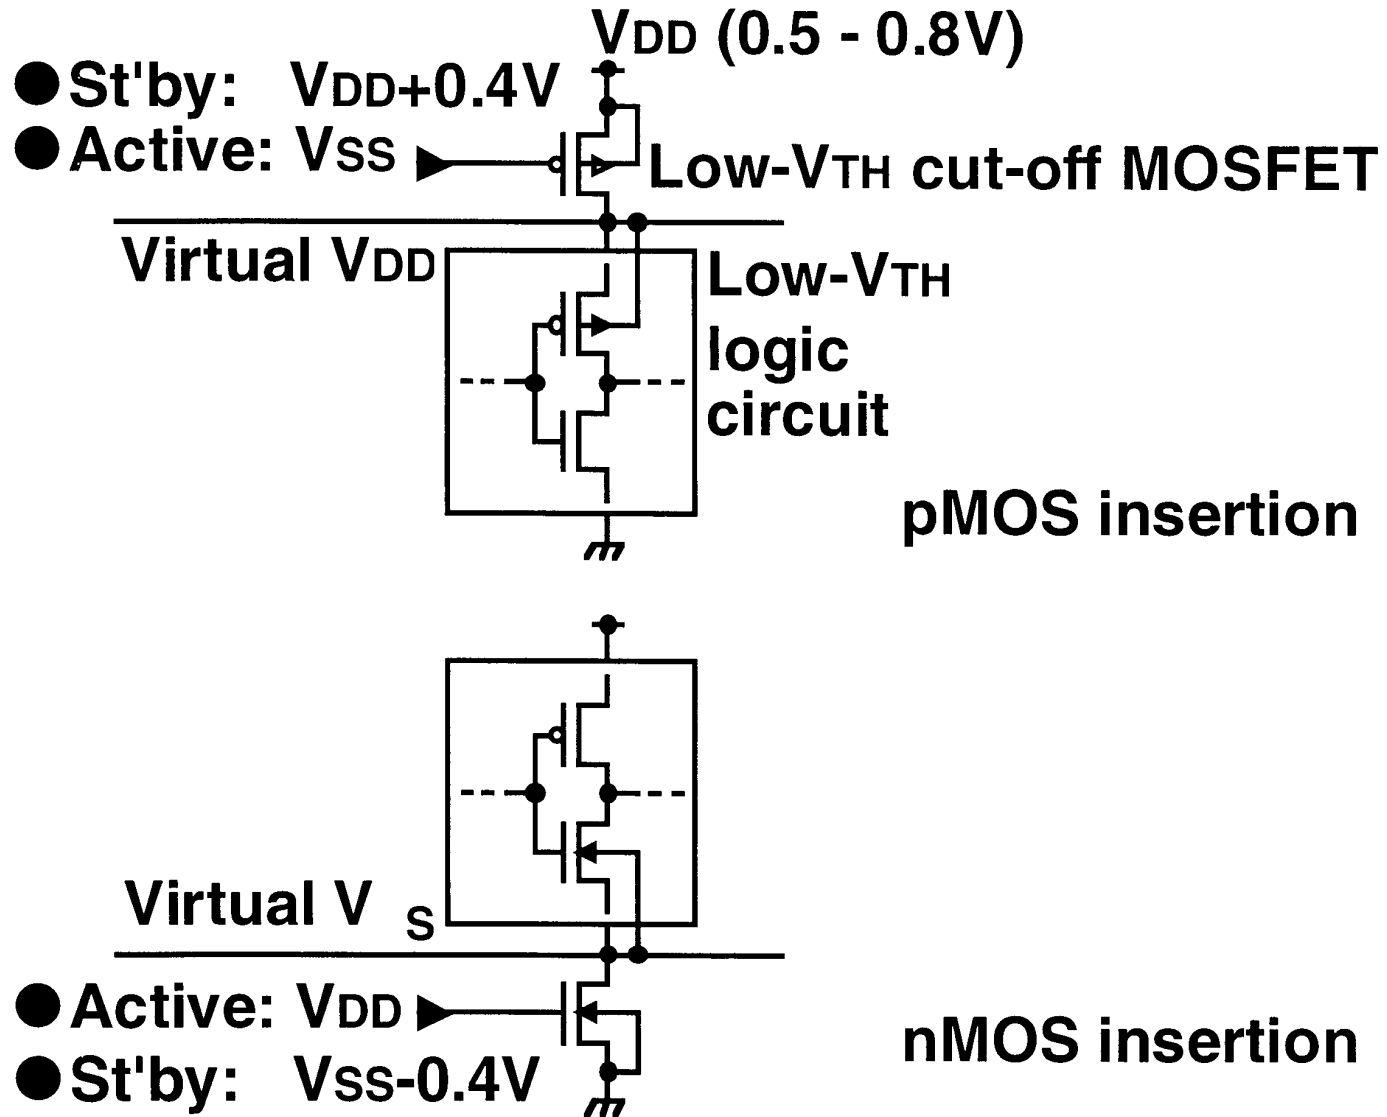 VDD (0.5 - 0.8V)
● St'by: VDD+0.4V
● Active: VSS
Low-VTH cut-off MOSFET
Virtual VDD
Low-VTH
logic
circuit
pMOS insertion
Virtual V S
● Active: VDD
● St'by: VSS-0.4V
nMOS insertion